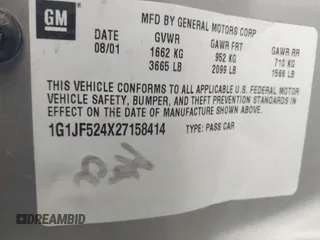 GM
MFD BY GENERAL MOTORS CORP
DATE GVWR GAWR FRT GAWR RR
08/01 1662 KG 952 KG 710 KG
3665 LB 2099 LB 1566 LB
THIS VEHICLE CONFORMS TO ALL APPLICABLE U.S. FEDERAL MOTOR
VEHICLE SAFETY, BUMPER, AND THEFT PREVENTION STANDARDS IN
EFFECT ON THE DATE OF MANUFACTURE SHOWN ABOVE.
1G1JF524X27158414 TYPE: PASS CAR
DREAMBID